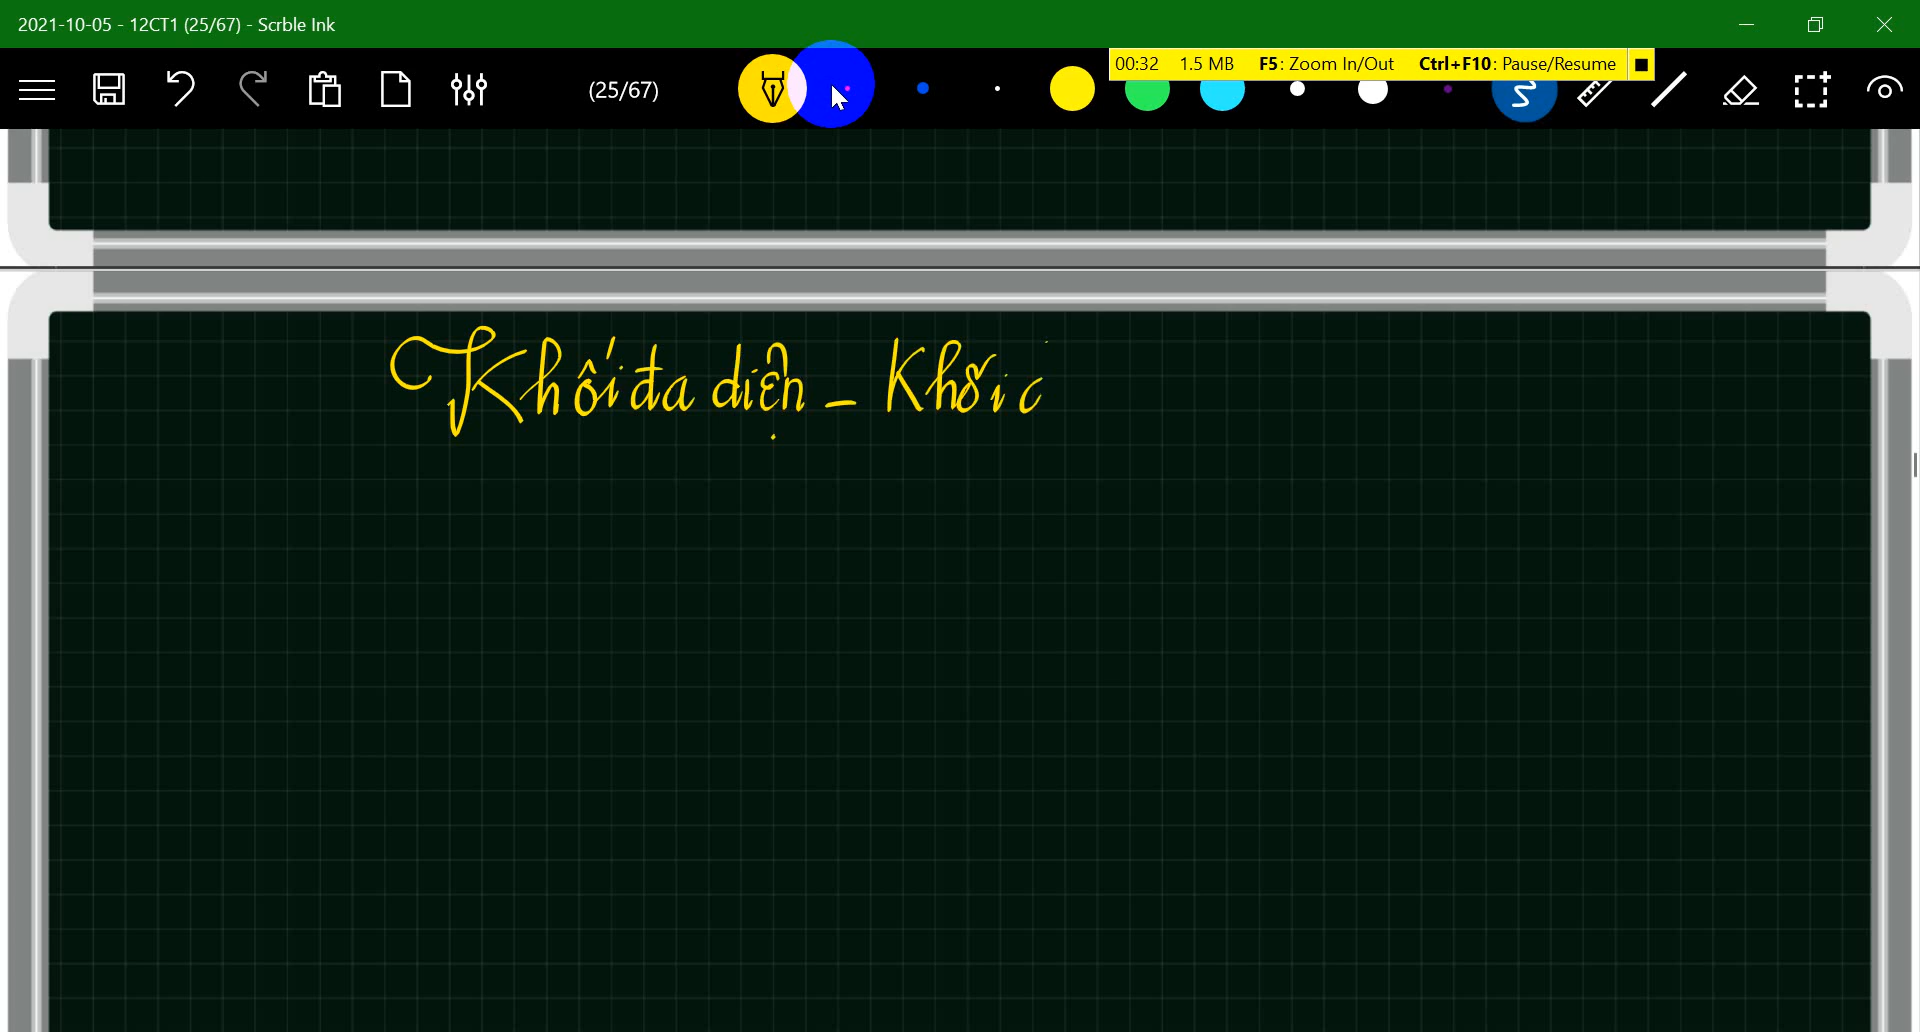 2021-10-05 - 12CT1 (25/67) - Scrble Ink
00:32 1.5 MB F5: Zoom In/Out Ctrl+F10: Pause/Resume
(25/67)
Khối đa diện - Khối c